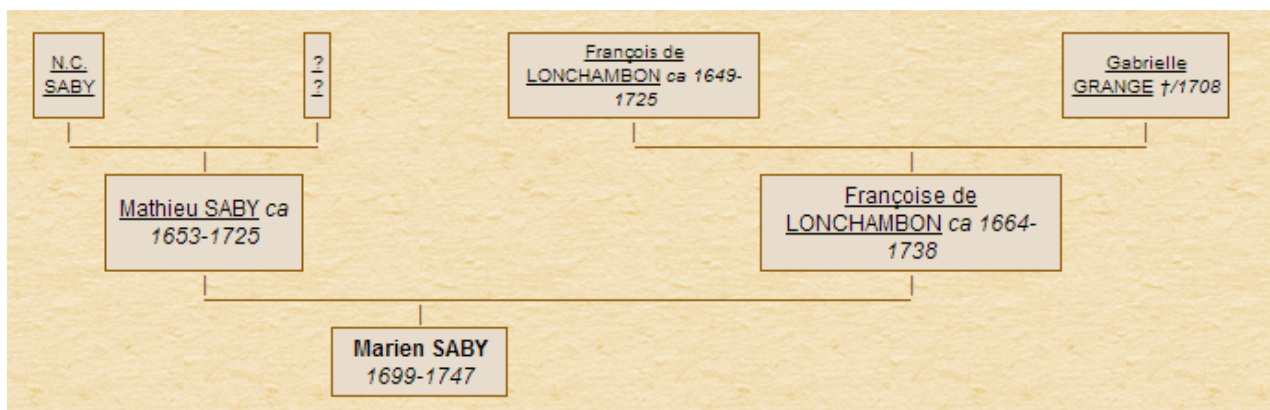 N.C.
SABY
?
?
François de
LONCHAMBON ca 1649-
1725
Gabrielle
GRANGE †/1708
Mathieu SABY ca
1653-1725
Françoise de
LONCHAMBON ca 1664-
1738
Marien SABY
1699-1747